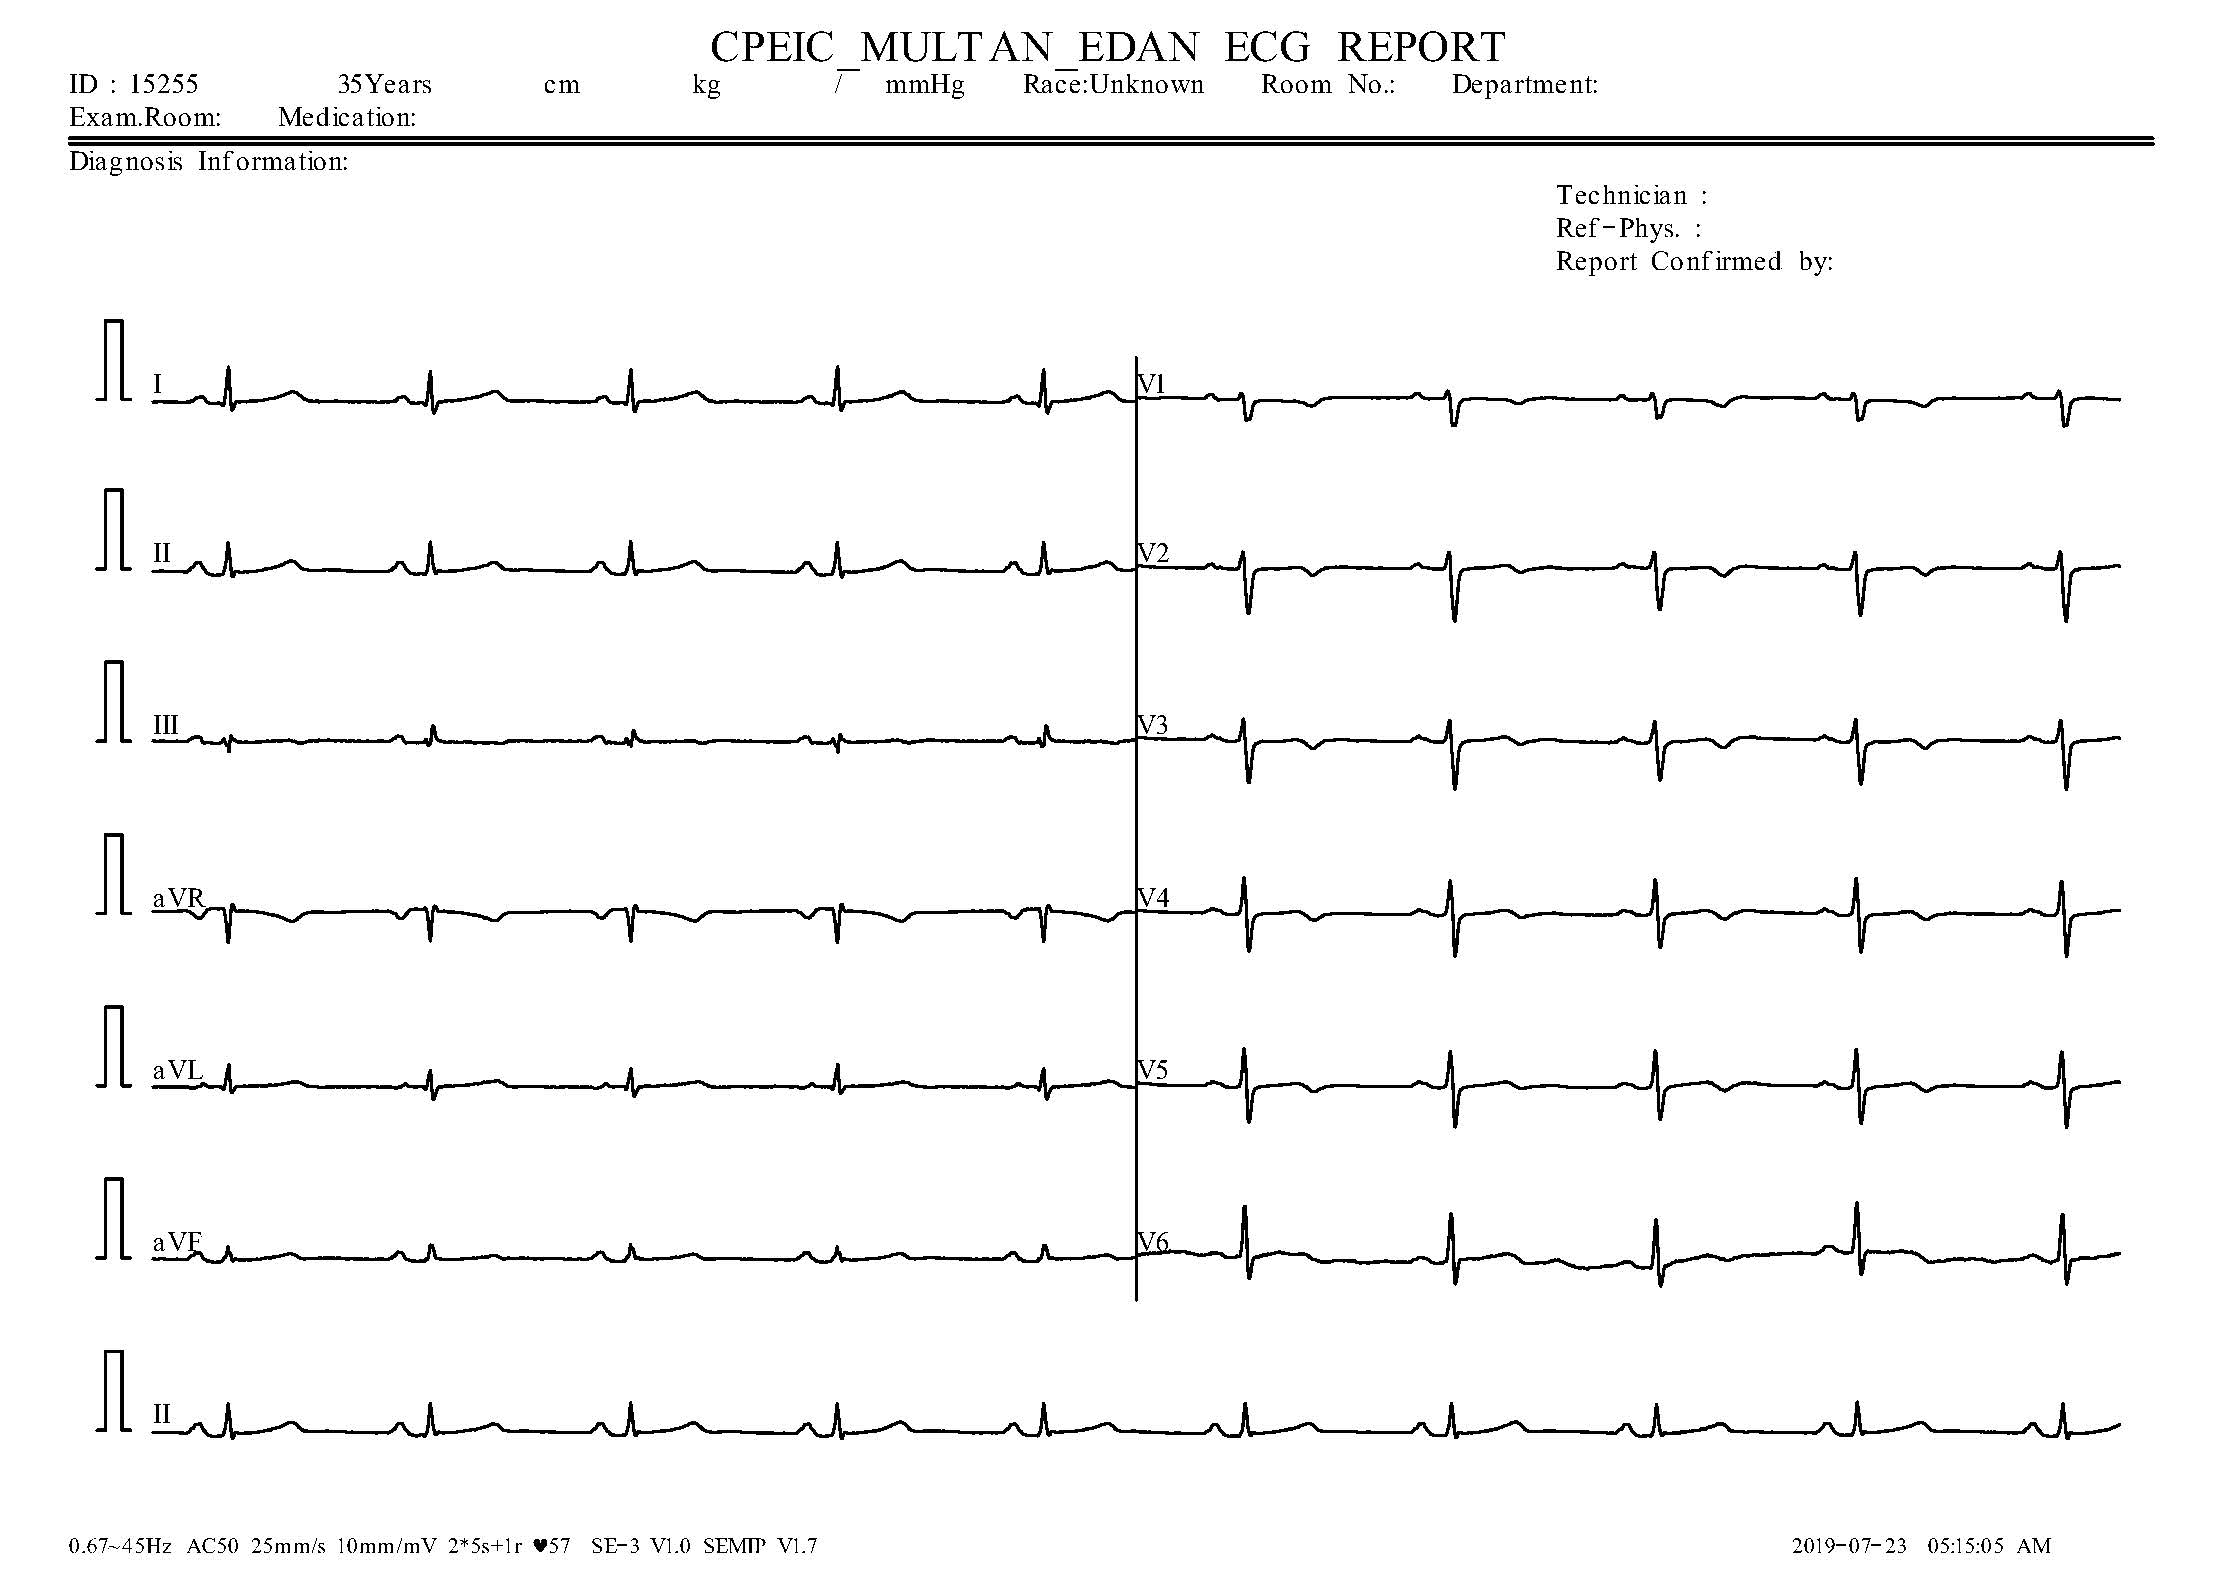 CPEIC_MULTAN_EDAN ECG REPORT
ID : 15255 35Years cm kg / mmHg Race:Unknown Room No.: Department:
Exam.Room: Medication:
Diagnosis Information:
Technician :
Ref-Phys. :
Report Confirmed by:
I V1
II V2
III V3
aVR V4
aVL V5
aVF V6
II
0.67~45Hz AC50 25mm/s 10mm/mV 2*5s+1r ♥57 SE-3 V1.0 SEMIP V1.7 2019-07-23 05:15:05 AM